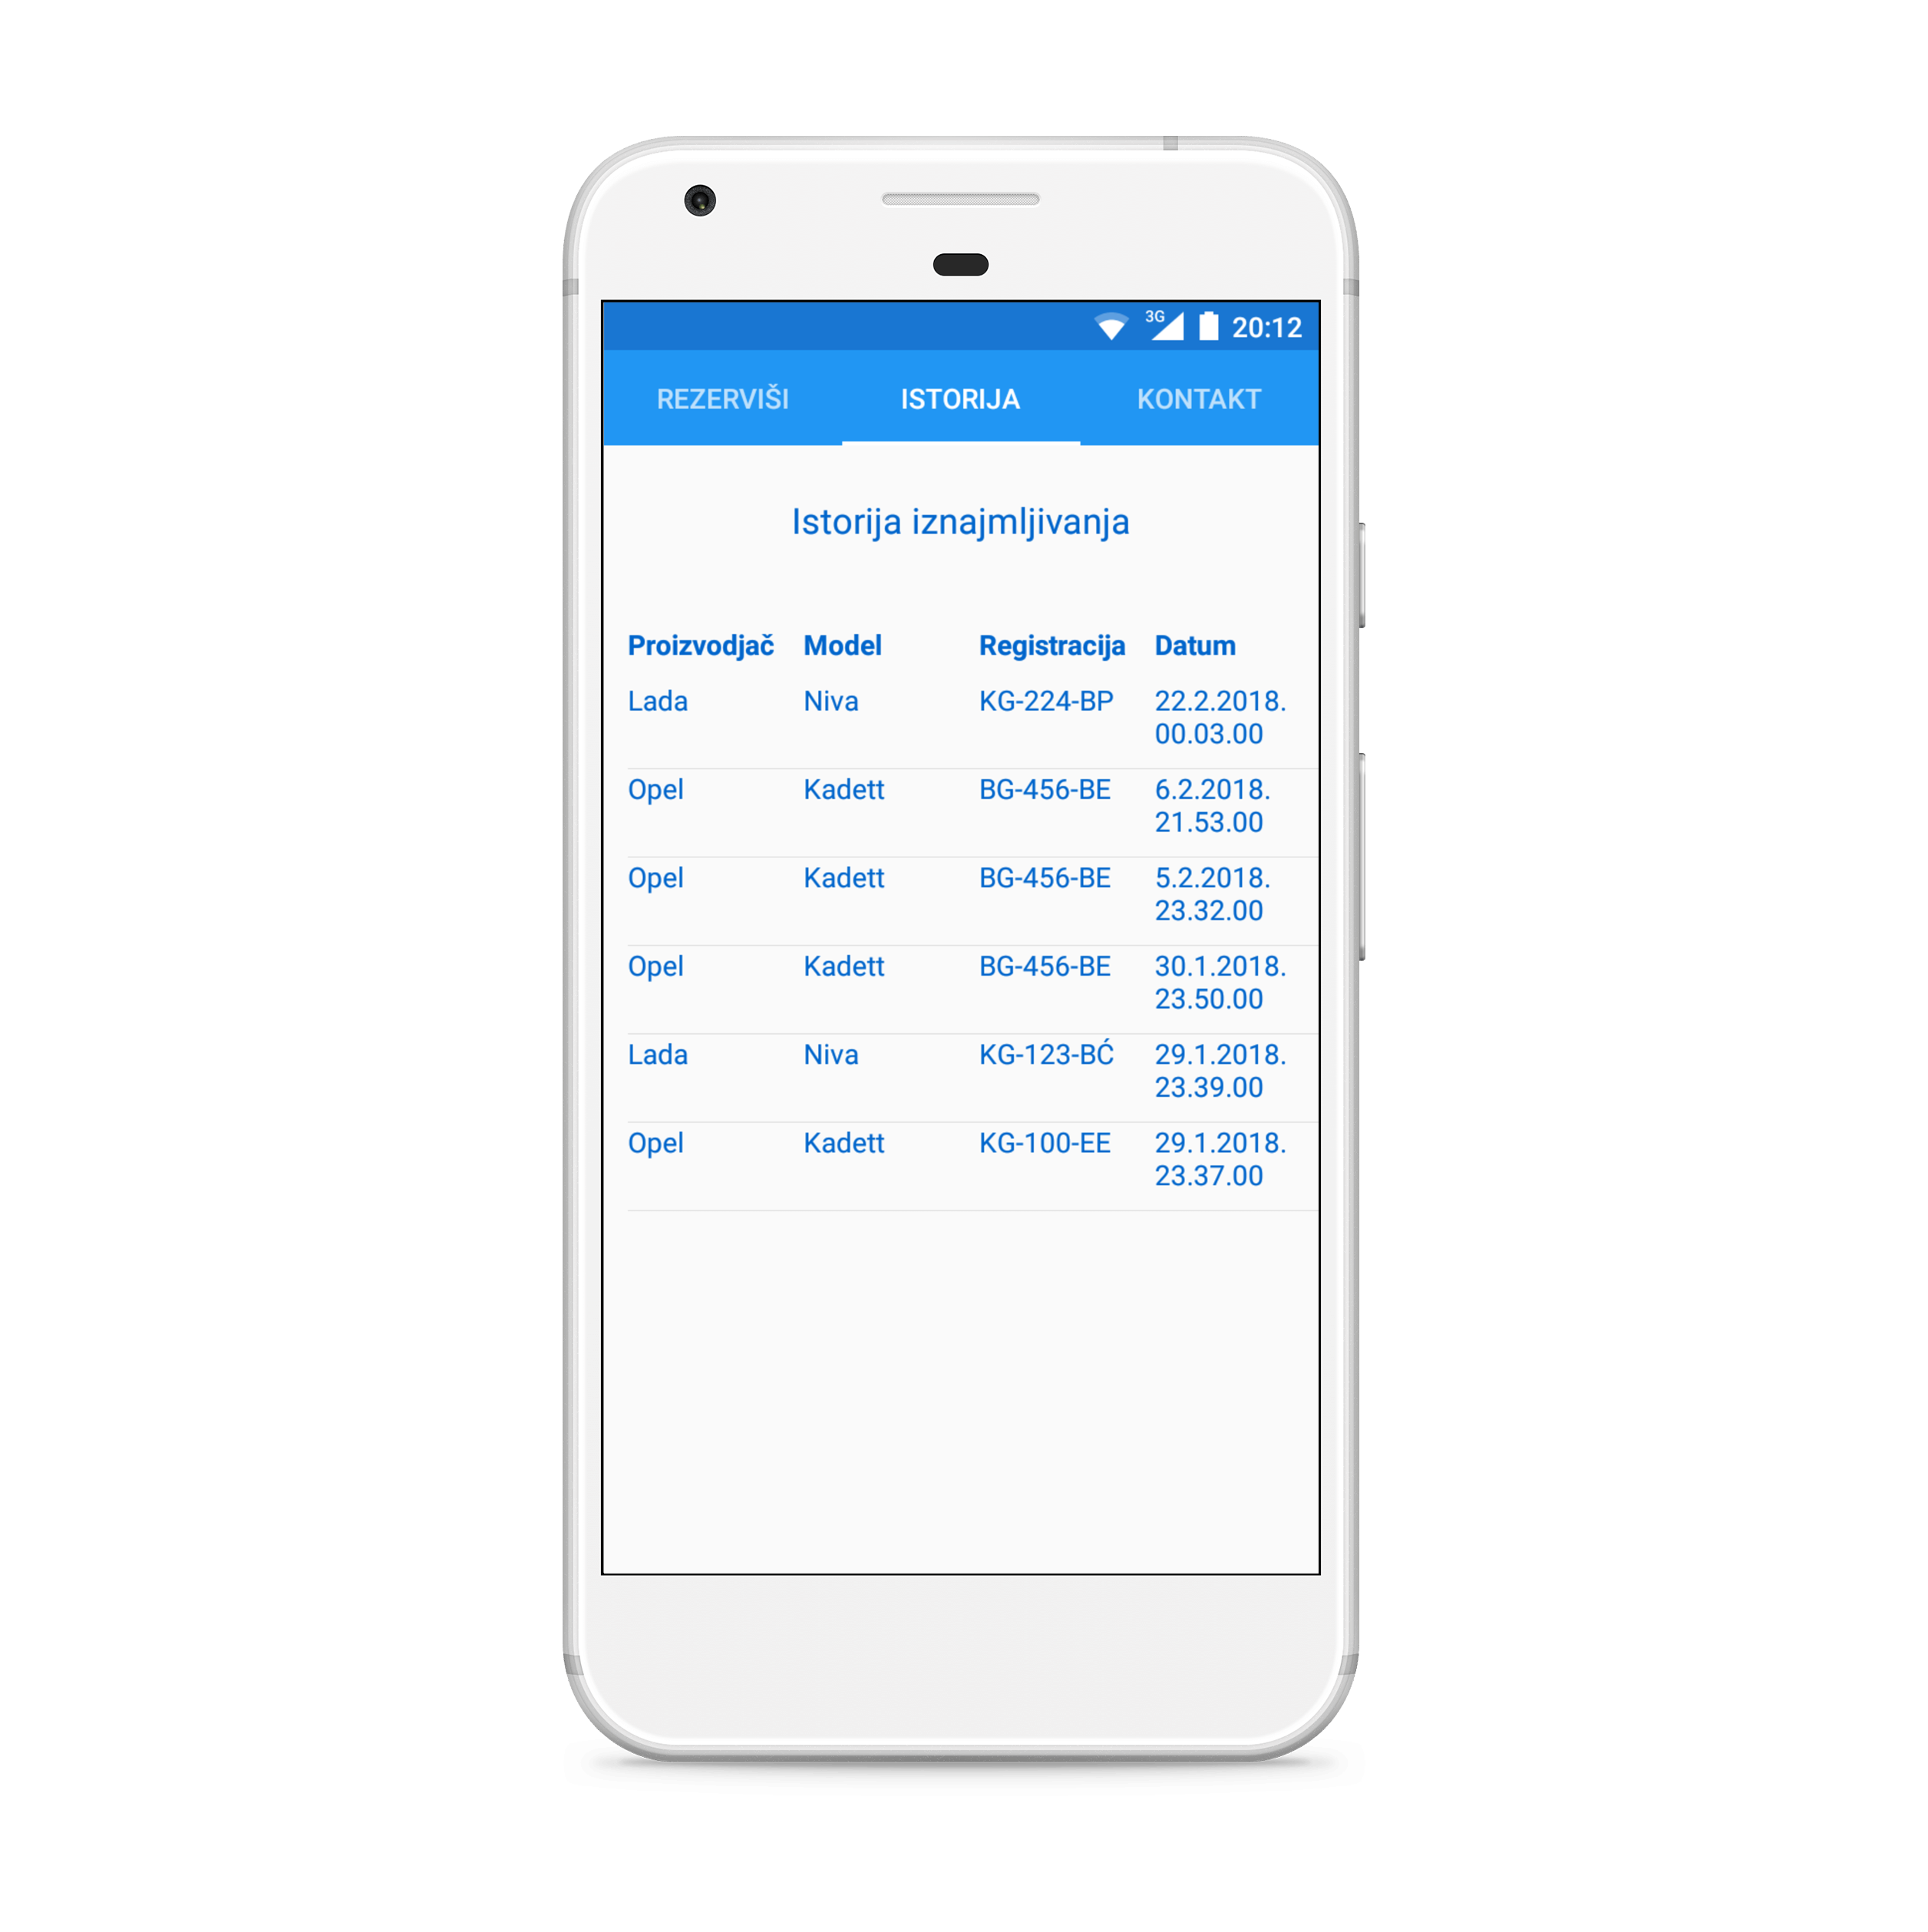 3G 20:12
REZERVIŠI ISTORIJA KONTAKT
Istorija iznajmljivanja
Proizvodjač Model Registracija Datum
Lada Niva KG-224-BP 22.2.2018.
00.03.00
Opel Kadett BG-456-BE 6.2.2018.
21.53.00
Opel Kadett BG-456-BE 5.2.2018.
23.32.00
Opel Kadett BG-456-BE 30.1.2018.
23.50.00
Lada Niva KG-123-BĆ 29.1.2018.
23.39.00
Opel Kadett KG-100-EE 29.1.2018.
23.37.00